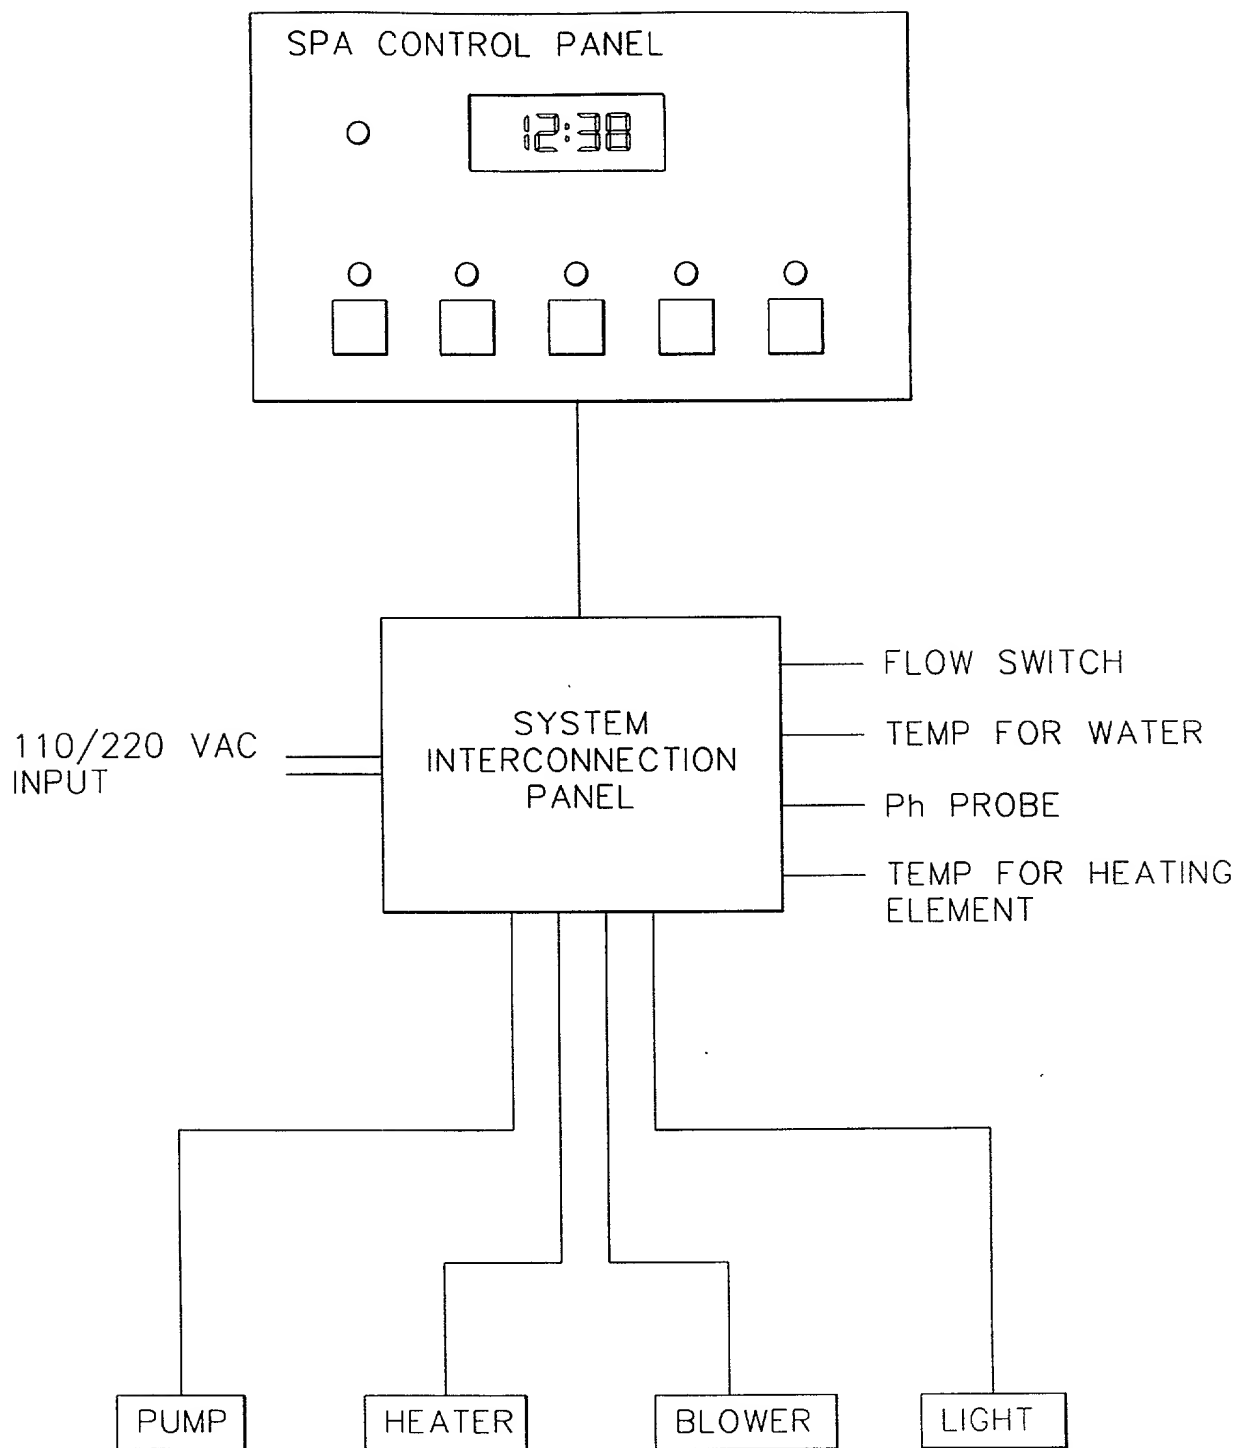 SPA CONTROL PANEL
12:38
SYSTEM
INTERCONNECTION
PANEL
110/220 VAC
INPUT
FLOW SWITCH
TEMP FOR WATER
Ph PROBE
TEMP FOR HEATING
ELEMENT
PUMP
HEATER
BLOWER
LIGHT